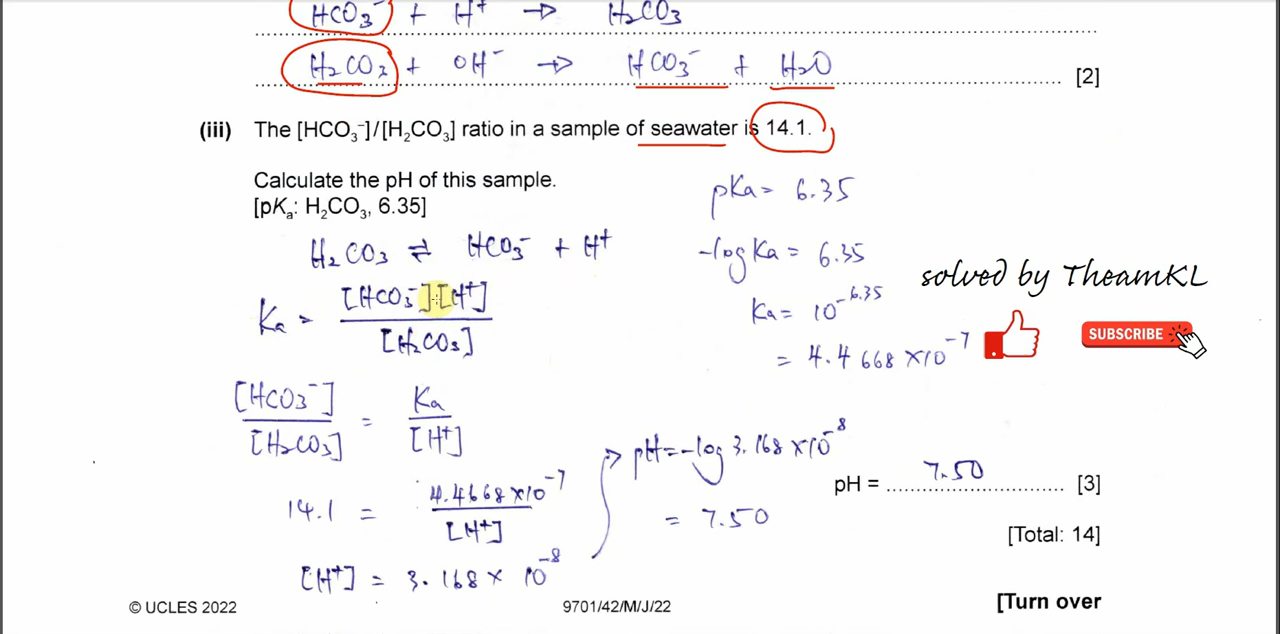 HCO₃⁻ + H⁺ → H₂CO₃
H₂CO₃ + OH⁻ → HCO₃⁻ + H₂O [2]
(iii) The [HCO₃⁻]/[H₂CO₃] ratio in a sample of seawater is 14.1.
Calculate the pH of this sample.
[pKₐ: H₂CO₃, 6.35]
pKa = 6.35
H₂CO₃ ⇌ HCO₃⁻ + H⁺
-log Ka = 6.35
solved by TheamKL
Ka = [HCO₃⁻][H⁺] / [H₂CO₃]
Ka = 10^-6.35
SUBSCRIBE
= 4.4668 × 10⁻⁷
[HCO₃⁻] / [H₂CO₃] = Ka / [H⁺]
pH = -log 3.168 × 10⁻⁸
pH = 7.50 [3]
14.1 = 4.4668 × 10⁻⁷ / [H⁺]
= 7.50
[Total: 14]
[H⁺] = 3.168 × 10⁻⁸
© UCLES 2022 9701/42/M/J/22 [Turn over